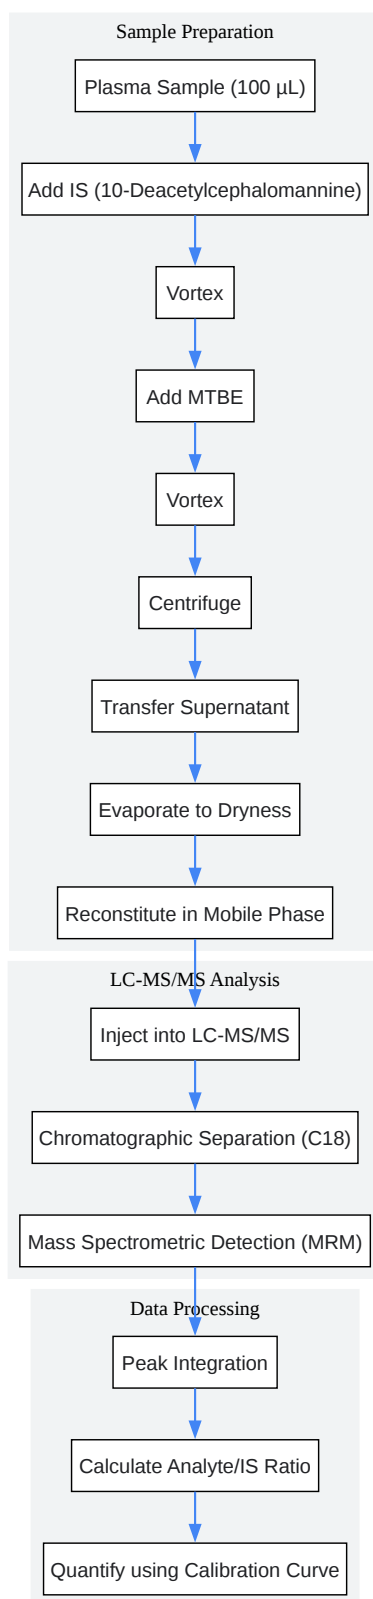 Sample Preparation
Plasma Sample (100 µL)
Add IS (10-Deacetylcephalomannine)
Vortex
Add MTBE
Vortex
Centrifuge
Transfer Supernatant
Evaporate to Dryness
Reconstitute in Mobile Phase
LC-MS/MS Analysis
Inject into LC-MS/MS
Chromatographic Separation (C18)
Mass Spectrometric Detection (MRM)
Data Processing
Peak Integration
Calculate Analyte/IS Ratio
Quantify using Calibration Curve